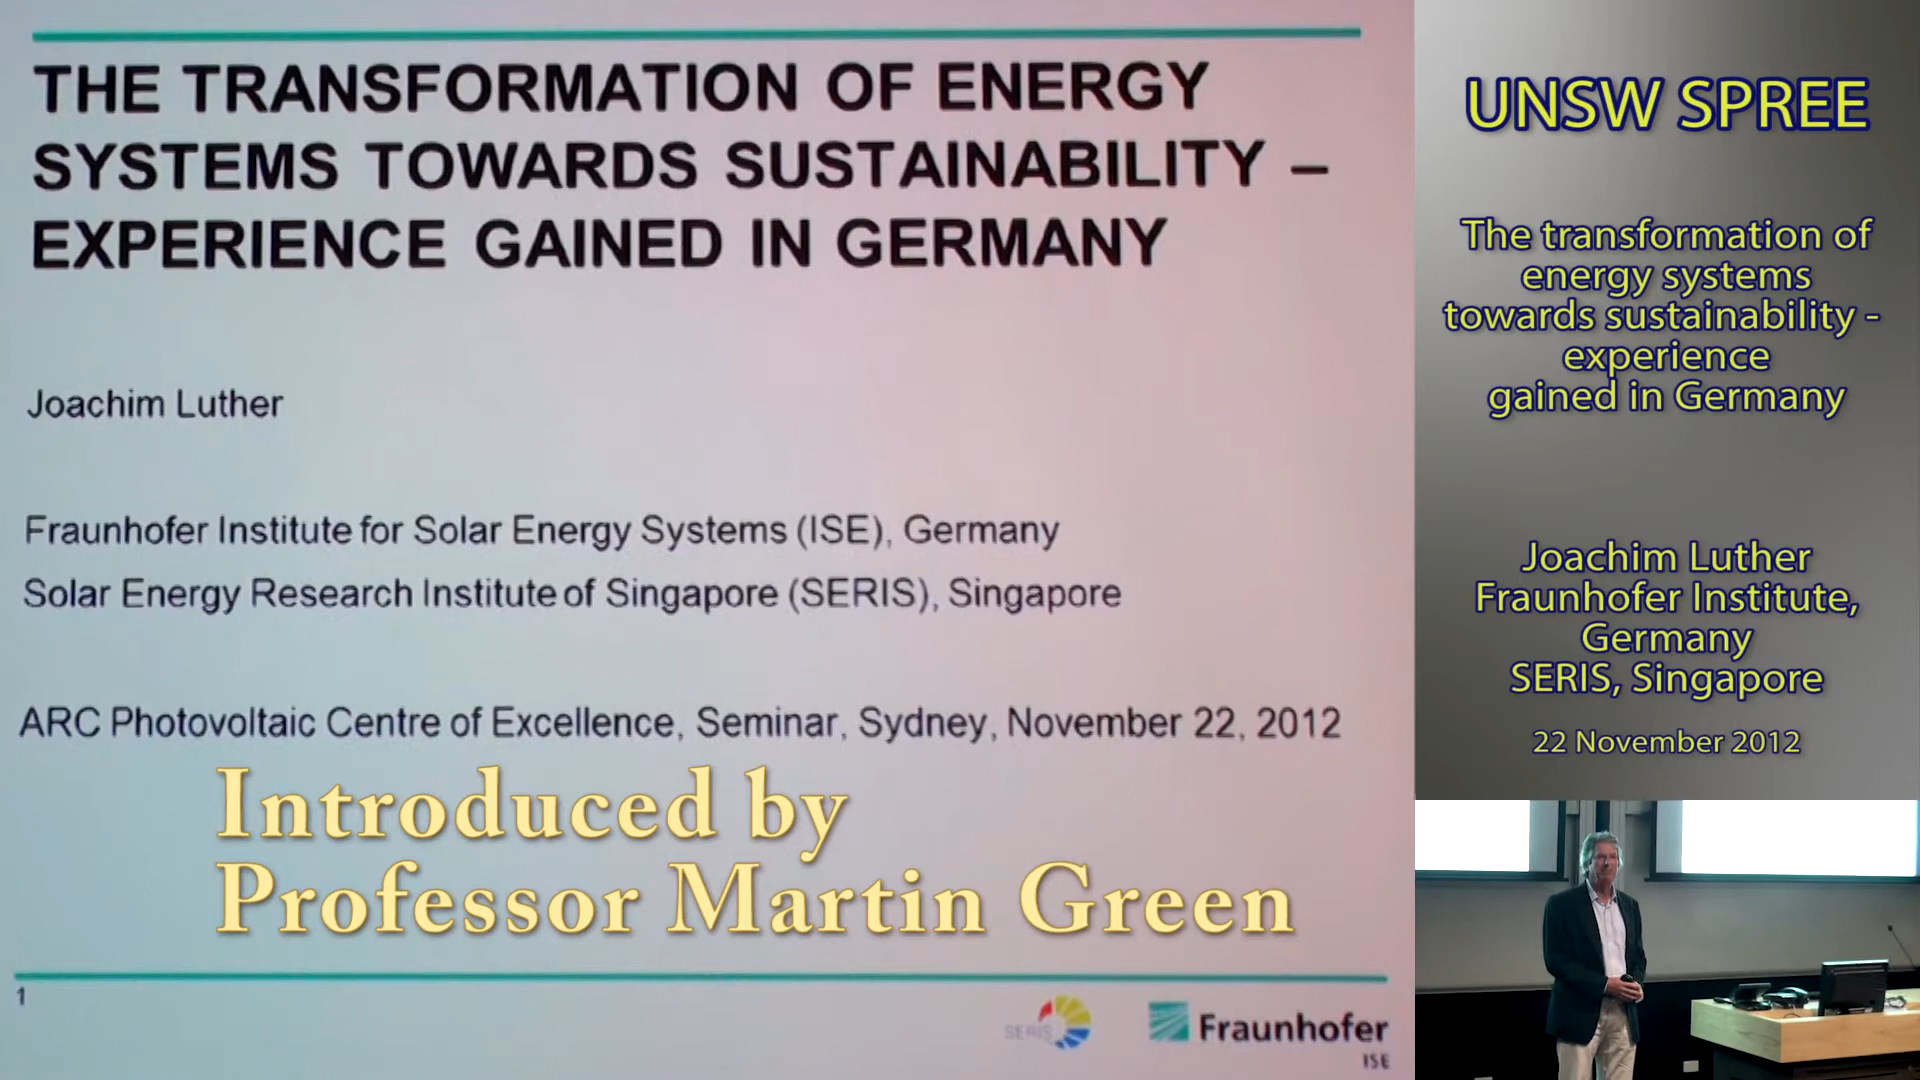 THE TRANSFORMATION OF ENERGY
SYSTEMS TOWARDS SUSTAINABILITY –
EXPERIENCE GAINED IN GERMANY
Joachim Luther
Fraunhofer Institute for Solar Energy Systems (ISE), Germany
Solar Energy Research Institute of Singapore (SERIS), Singapore
ARC Photovoltaic Centre of Excellence, Seminar, Sydney, November 22, 2012
Introduced by
Professor Martin Green
1
SERIS
Fraunhofer
ISE
UNSW SPREE
The transformation of
energy systems
towards sustainability -
experience
gained in Germany
Joachim Luther
Fraunhofer Institute,
Germany
SERIS, Singapore
22 November 2012